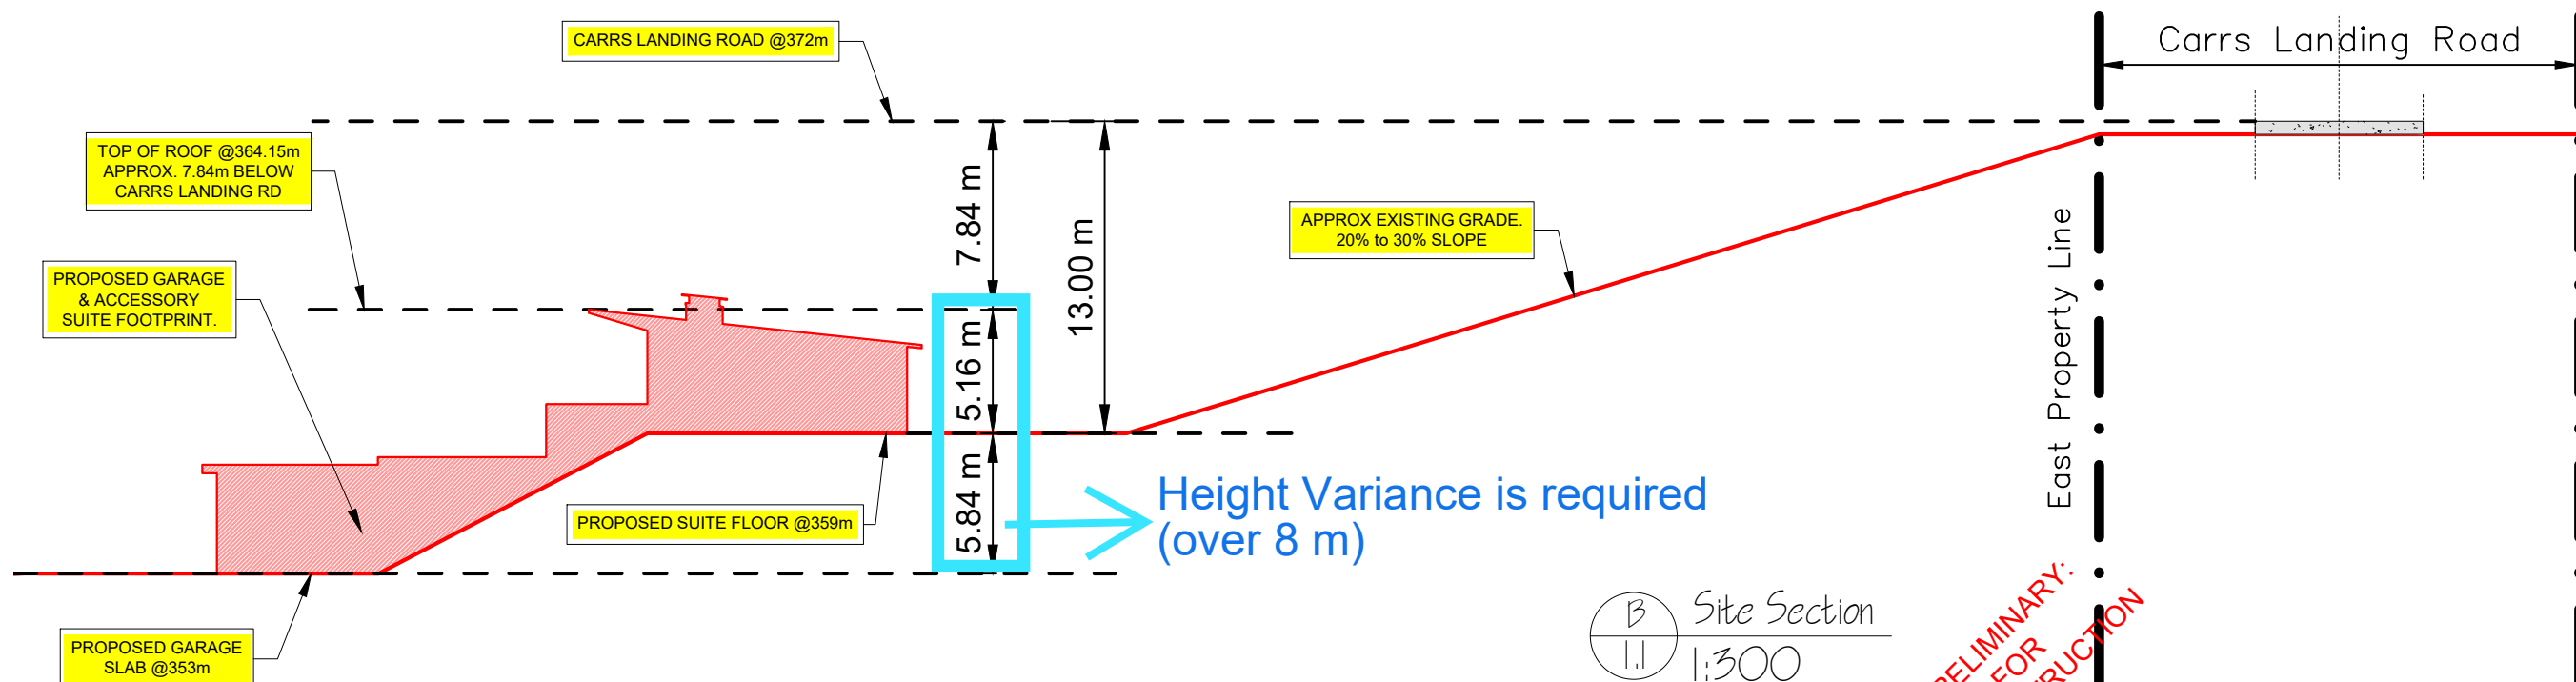 CARRS LANDING ROAD @372m
Carrs Landing Road
TOP OF ROOF @364.15m
APPROX. 7.84m BELOW
CARRS LANDING RD
7.84 m
13.00 m
APPROX EXISTING GRADE.
20% to 30% SLOPE
East Property Line
PROPOSED GARAGE
& ACCESSORY
SUITE FOOTPRINT.
5.16 m
5.84 m
PROPOSED SUITE FLOOR @359m
Height Variance is required
(over 8 m)
PROPOSED GARAGE
SLAB @353m
B
1.1
Site Section
1:300
PRELIMINARY:
FOR